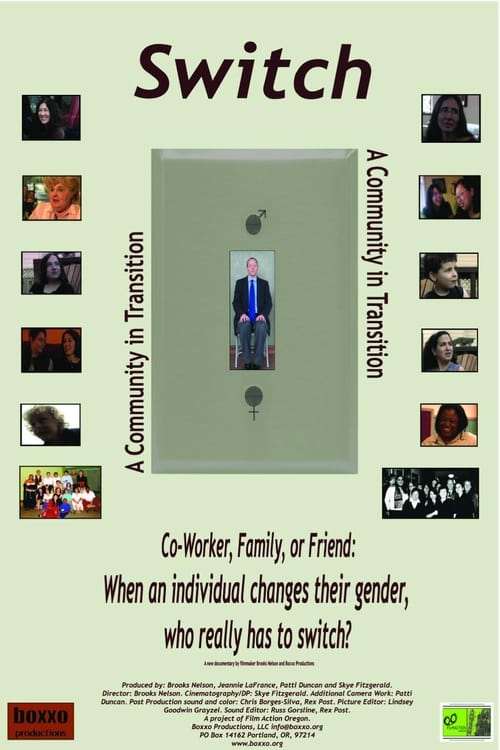 Switch
A Community in Transition
A Community in Transition
Co-Worker, Family, or Friend:
When an individual changes their gender,
who really has to switch?
A new documentary by filmmaker Brooks Nelson and Boxxo Productions
Produced by: Brooks Nelson, Jeannie LaFrance, Patti Duncan and Skye Fitzgerald.
Director: Brooks Nelson. Cinematography/DP: Skye Fitzgerald. Additional Camera Work: Patti
Duncan. Post Production sound and color: Chris Borges-Silva, Rex Post. Picture Editor: Lindsey
Goodwin Grayzel. Sound Editor: Russ Gorsline, Rex Post.
A project of Film Action Oregon.
Boxxo Productions, LLC info@boxxo.org
PO Box 14162 Portland, OR, 97214
www.boxxo.org
boxxo
productions